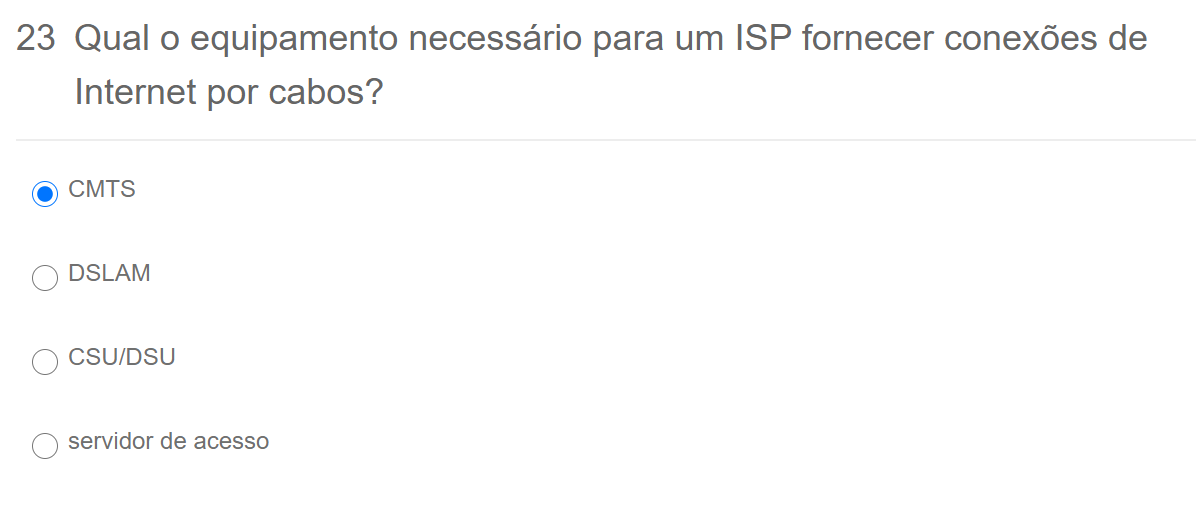 23 Qual o equipamento necessário para um ISP fornecer conexões de
Internet por cabos?
CMTS
DSLAM
CSU/DSU
servidor de acesso